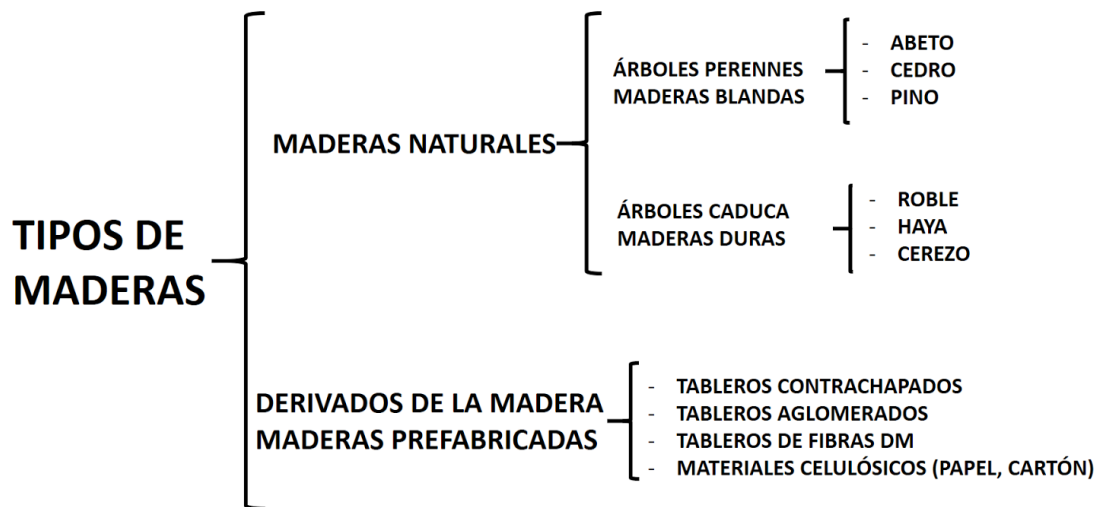 TIPOS DE
MADERAS
MADERAS NATURALES
ÁRBOLES PERENNES
MADERAS BLANDAS
- ABETO
- CEDRO
- PINO
ÁRBOLES CADUCA
MADERAS DURAS
- ROBLE
- HAYA
- CEREZO
DERIVADOS DE LA MADERA
MADERAS PREFABRICADAS
- TABLEROS CONTRACHAPADOS
- TABLEROS AGLOMERADOS
- TABLEROS DE FIBRAS DM
- MATERIALES CELULÓSICOS (PAPEL, CARTÓN)